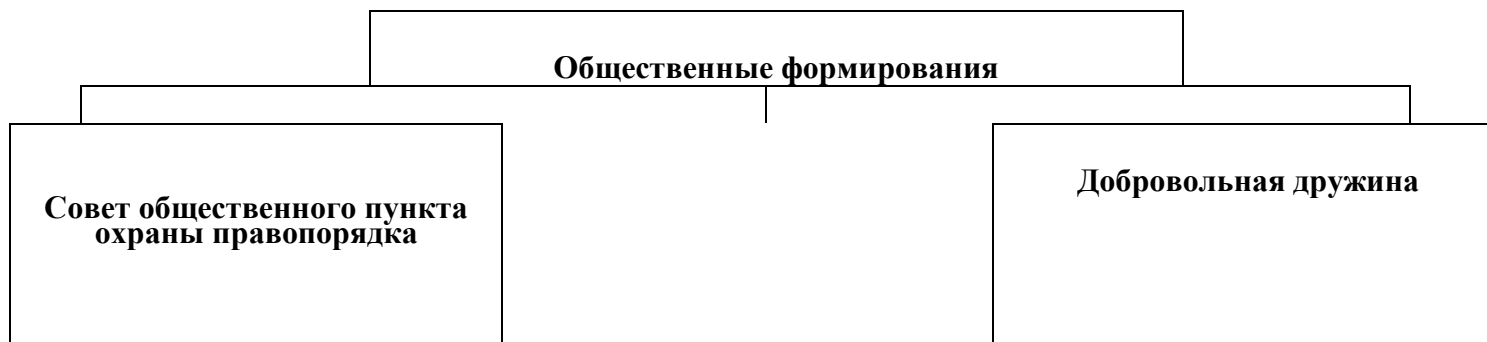 Общественные формирования
Совет общественного пункта
охраны правопорядка
Добровольная дружина